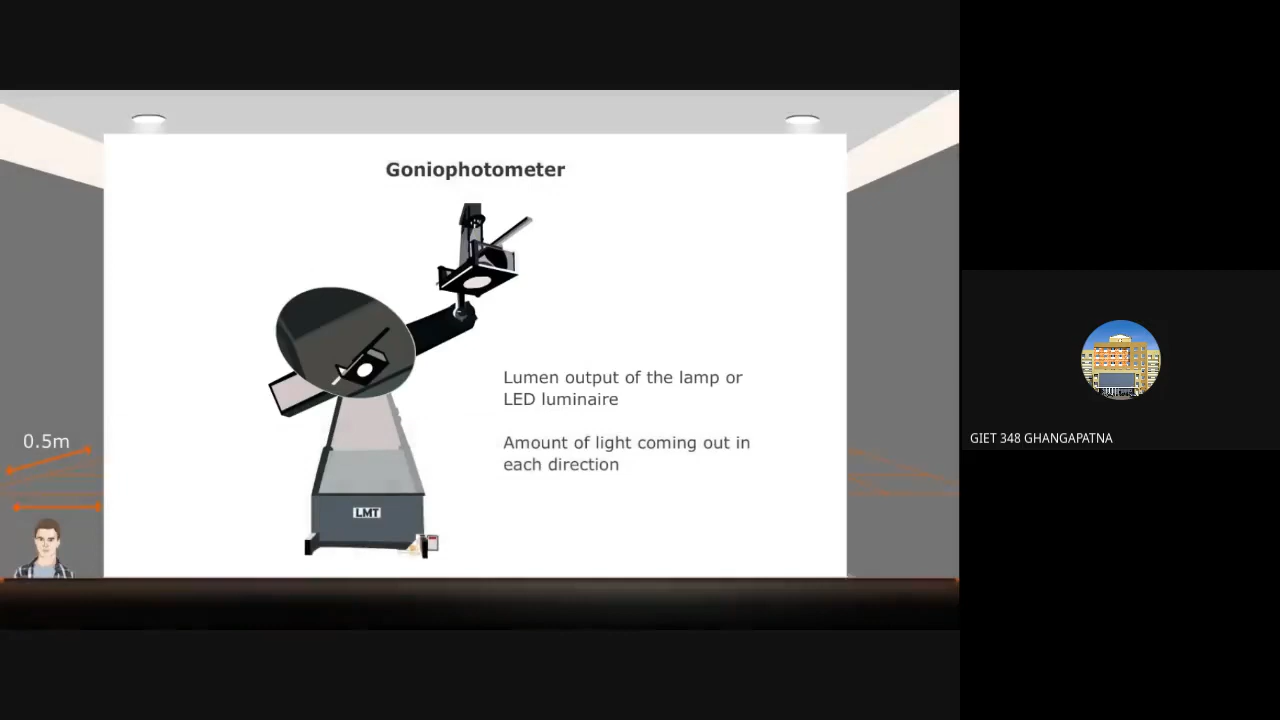 Goniophotometer
Lumen output of the lamp or
LED luminaire
Amount of light coming out in
each direction
0.5m
LMT
GIET 348 GHANGAPATNA